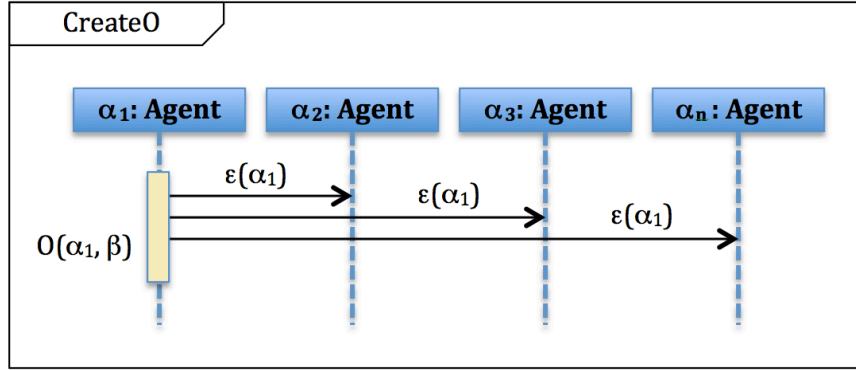 CreateO
α₁: Agent
α₂: Agent
α₃: Agent
αₙ: Agent
ε(α₁)
ε(α₁)
ε(α₁)
O(α₁, β)